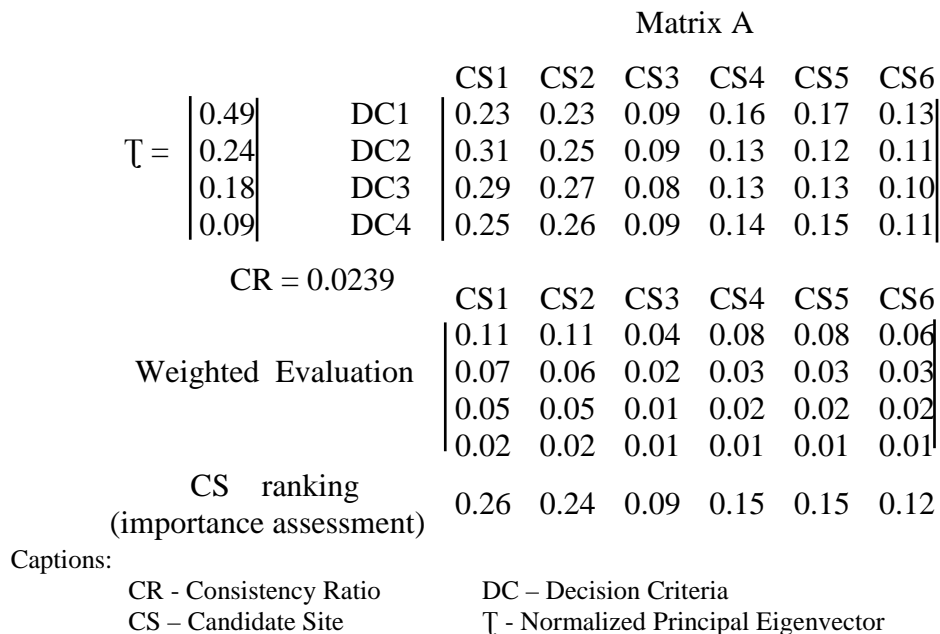 Matrix A
CS1 CS2 CS3 CS4 CS5 CS6
0.49 DC1 0.23 0.23 0.09 0.16 0.17 0.13
Ʈ = 0.24 DC2 0.31 0.25 0.09 0.13 0.12 0.11
0.18 DC3 0.29 0.27 0.08 0.13 0.13 0.10
0.09 DC4 0.25 0.26 0.09 0.14 0.15 0.11
CR = 0.0239
CS1 CS2 CS3 CS4 CS5 CS6
0.11 0.11 0.04 0.08 0.08 0.06
Weighted Evaluation 0.07 0.06 0.02 0.03 0.03 0.03
0.05 0.05 0.01 0.02 0.02 0.02
0.02 0.02 0.01 0.01 0.01 0.01
CS ranking
(importance assessment) 0.26 0.24 0.09 0.15 0.15 0.12
Captions:
CR - Consistency Ratio DC – Decision Criteria
CS – Candidate Site Ʈ - Normalized Principal Eigenvector